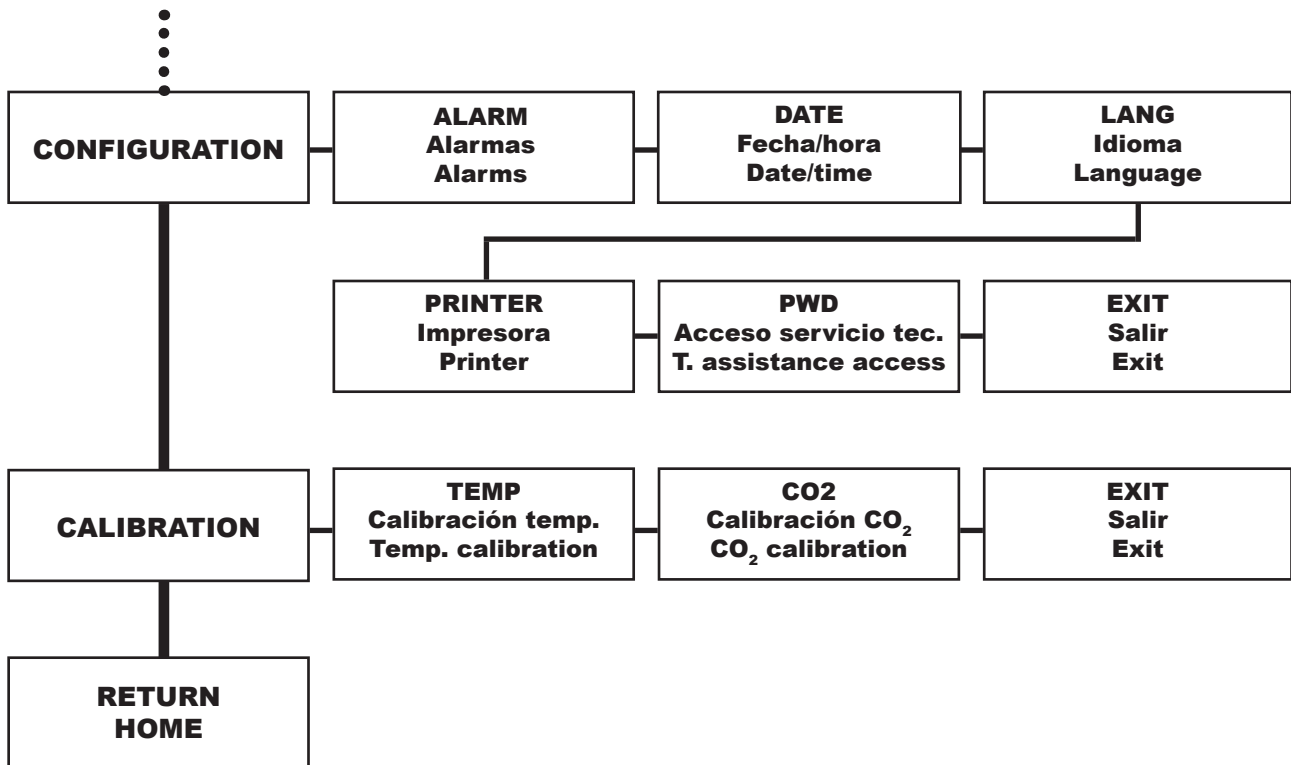 CONFIGURATION
ALARM
Alarmas
Alarms
DATE
Fecha/hora
Date/time
LANG
Idioma
Language
PRINTER
Impresora
Printer
PWD
Acceso servicio tec.
T. assistance access
EXIT
Salir
Exit
CALIBRATION
TEMP
Calibración temp.
Temp. calibration
CO2
Calibración CO₂
CO₂ calibration
EXIT
Salir
Exit
RETURN
HOME